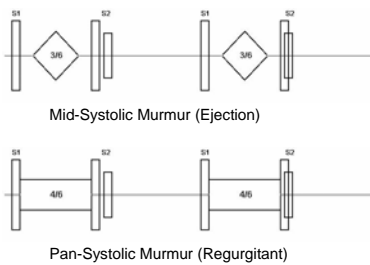 S1 S2 S1 S2
3/6 3/6
Mid-Systolic Murmur (Ejection)
S1 S2 S1 S2
4/6 4/6
Pan-Systolic Murmur (Regurgitant)